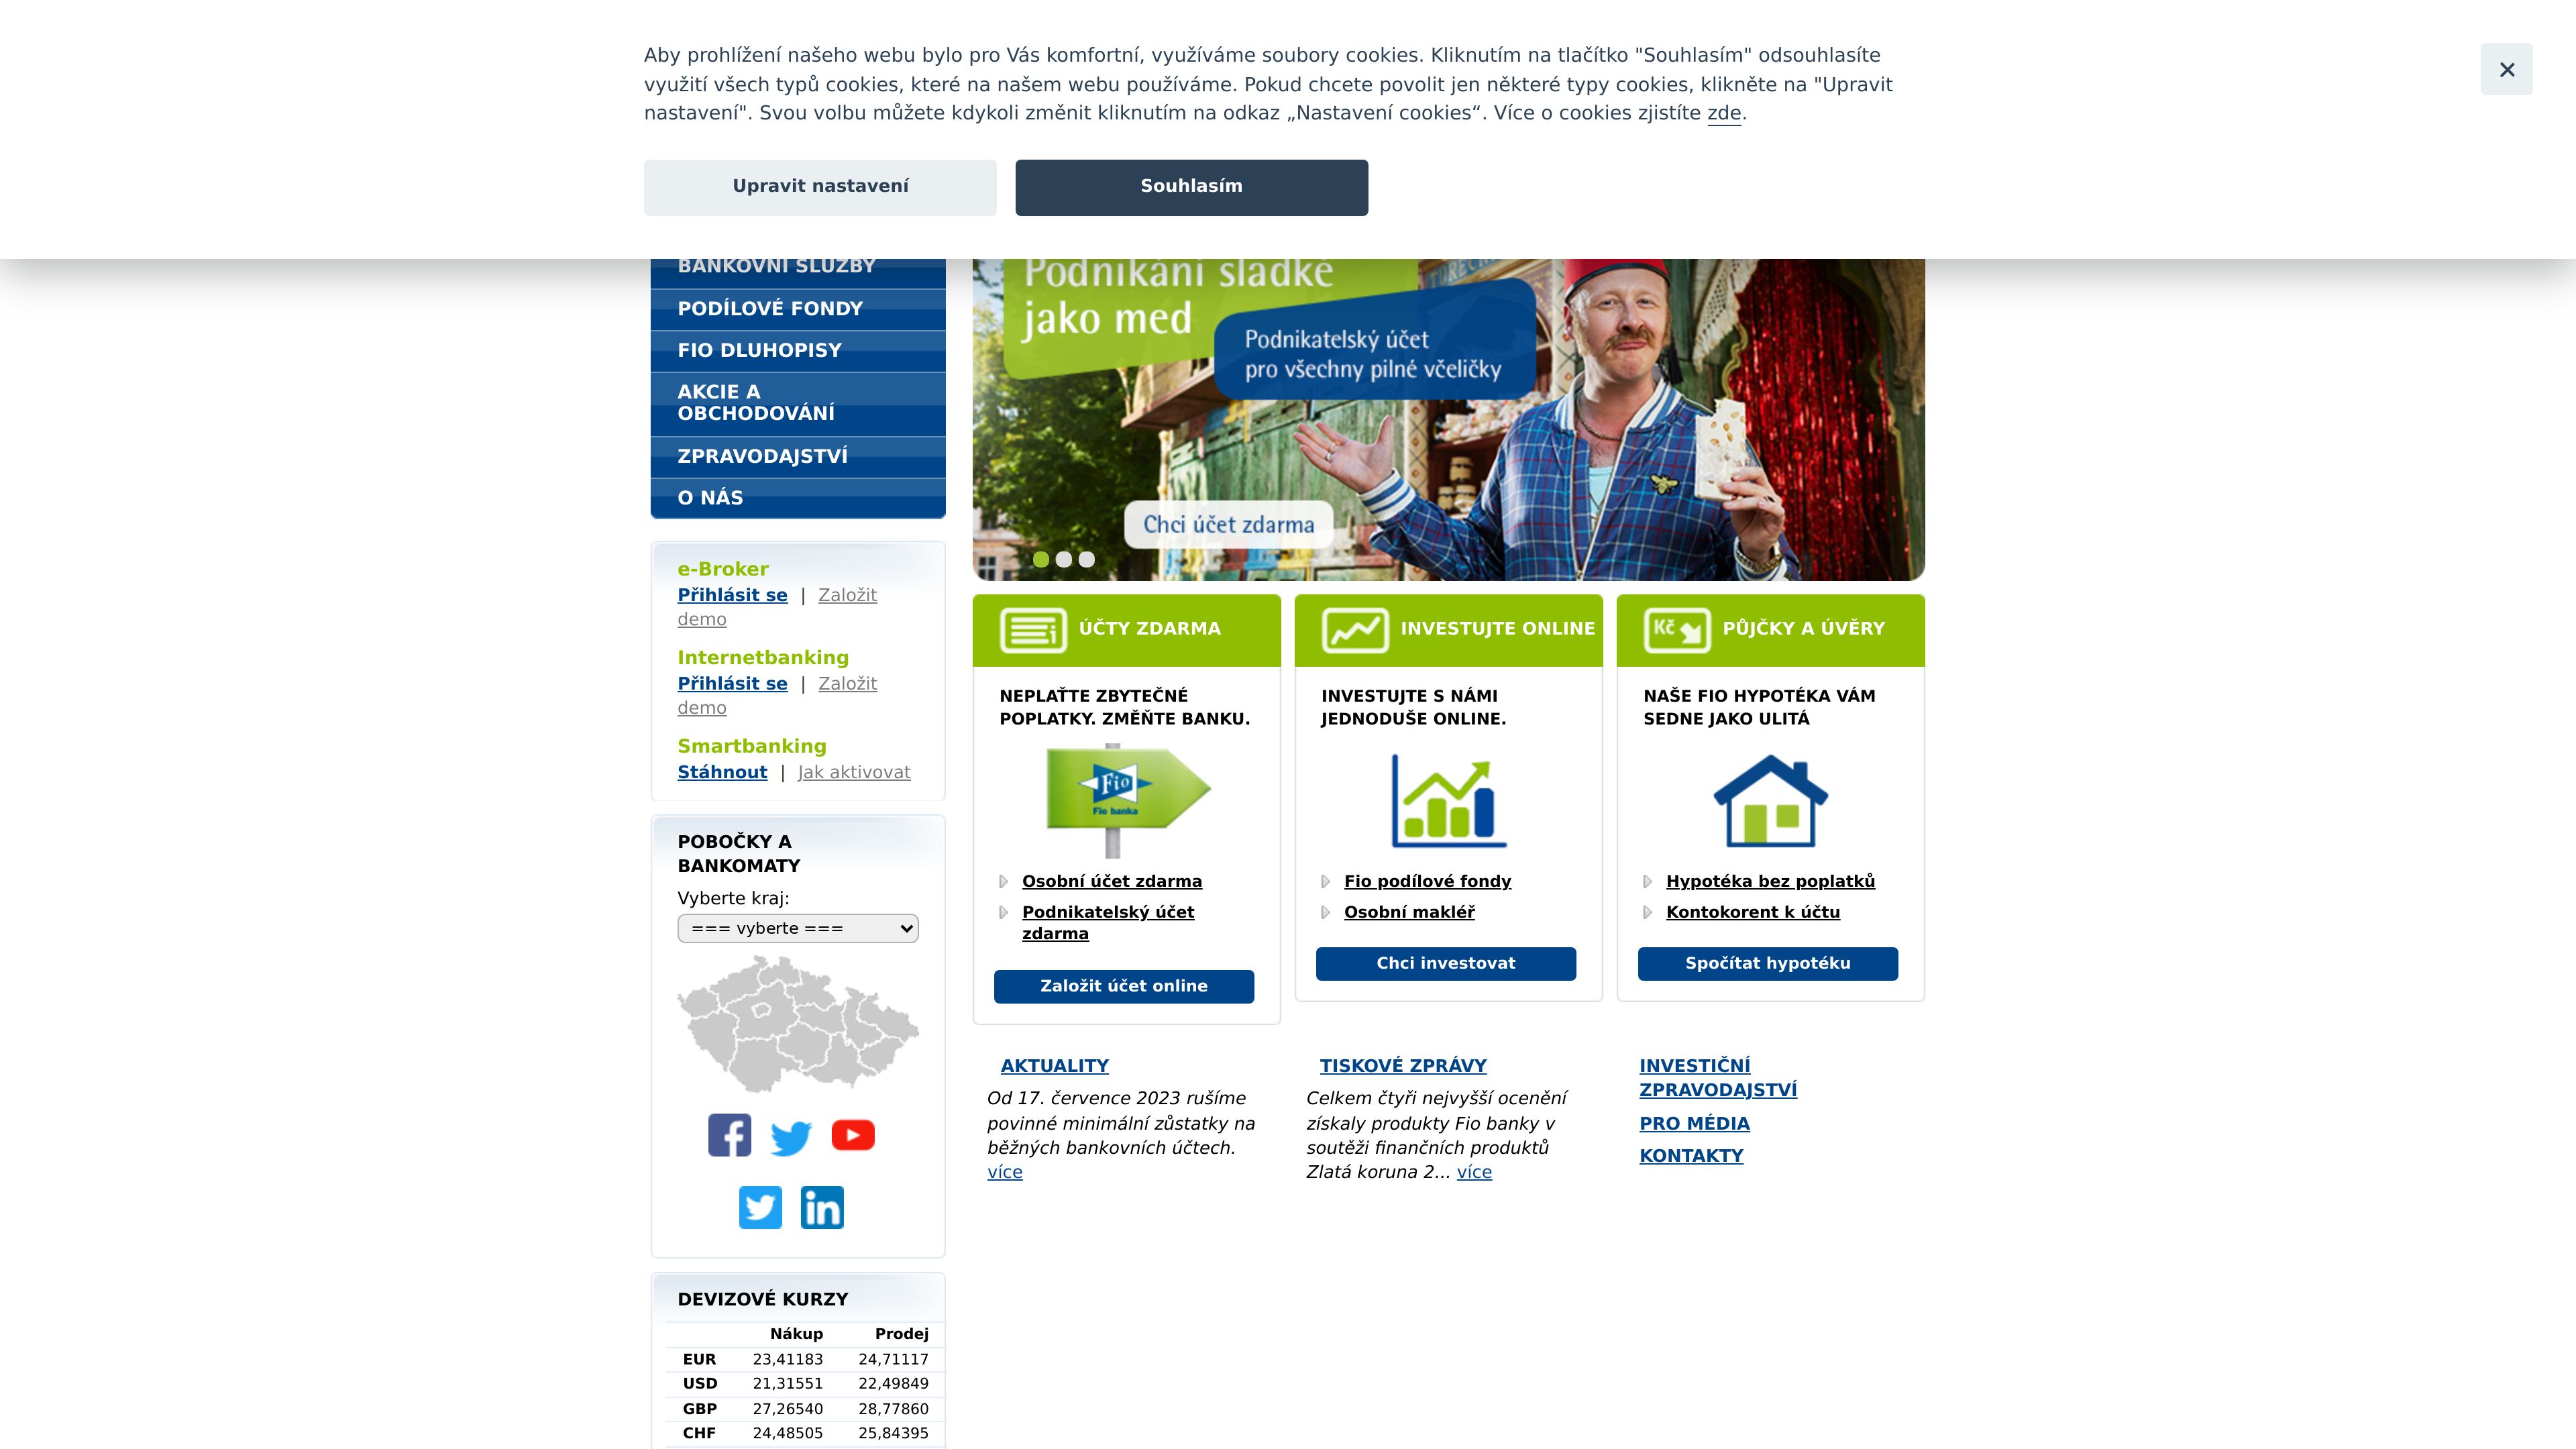 Aby prohlížení našeho webu bylo pro Vás komfortní, využíváme soubory cookies. Kliknutím na tlačítko "Souhlasím" odsouhlasíte
využití všech typů cookies, které na našem webu používáme. Pokud chcete povolit jen některé typy cookies, klikněte na "Upravit
nastavení". Svou volbu můžete kdykoli změnit kliknutím na odkaz „Nastavení cookies“. Více o cookies zjistíte zde.
Upravit nastavení
Souhlasím
BANKOVNÍ SLUŽBY
PODÍLOVÉ FONDY
FIO DLUHOPISY
AKCIE A
OBCHODOVÁNÍ
ZPRAVODAJSTVÍ
O NÁS
Podnikání sladké
jako med
Podnikatelský účet
pro všechny pilné včeličky
Chci účet zdarma
e-Broker
Přihlásit se | Založit
demo
Internetbanking
Přihlásit se | Založit
demo
Smartbanking
Stáhnout | Jak aktivovat
POBOČKY A
BANKOMATY
Vyberte kraj:
=== vyberte ===
DEVIZOVÉ KURZY
Nákup Prodej
EUR 23,41183 24,71117
USD 21,31551 22,49849
GBP 27,26540 28,77860
CHF 24,48505 25,84395
ÚČTY ZDARMA
NEPLAŤTE ZBYTEČNÉ
POPLATKY. ZMĚŇTE BANKU.
Fio
Fio banka
Osobní účet zdarma
Podnikatelský účet
zdarma
Založit účet online
INVESTUJTE ONLINE
INVESTUJTE S NÁMI
JEDNODUŠE ONLINE.
Fio podílové fondy
Osobní makléř
Chci investovat
Kč
PŮJČKY A ÚVĚRY
NAŠE FIO HYPOTÉKA VÁM
SEDNE JAKO ULITÁ
Hypotéka bez poplatků
Kontokorent k účtu
Spočítat hypotéku
AKTUALITY
Od 17. července 2023 rušíme
povinné minimální zůstatky na
běžných bankovních účtech.
více
TISKOVÉ ZPRÁVY
Celkem čtyři nejvyšší ocenění
získaly produkty Fio banky v
soutěži finančních produktů
Zlatá koruna 2... více
INVESTIČNÍ
ZPRAVODAJSTVÍ
PRO MÉDIA
KONTAKTY